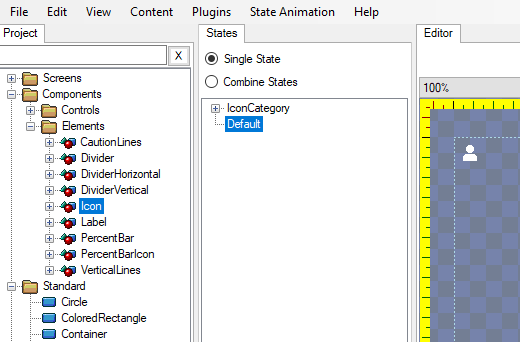 File Edit View Content Plugins State Animation Help
Project States Editor
X
Single State
Combine States
100%
Screens
Components
Controls
Elements
CautionLines
Divider
DividerHorizontal
DividerVertical
Icon
Label
PercentBar
PercentBarIcon
VerticalLines
Standard
Circle
ColoredRectangle
Container
IconCategory
Default